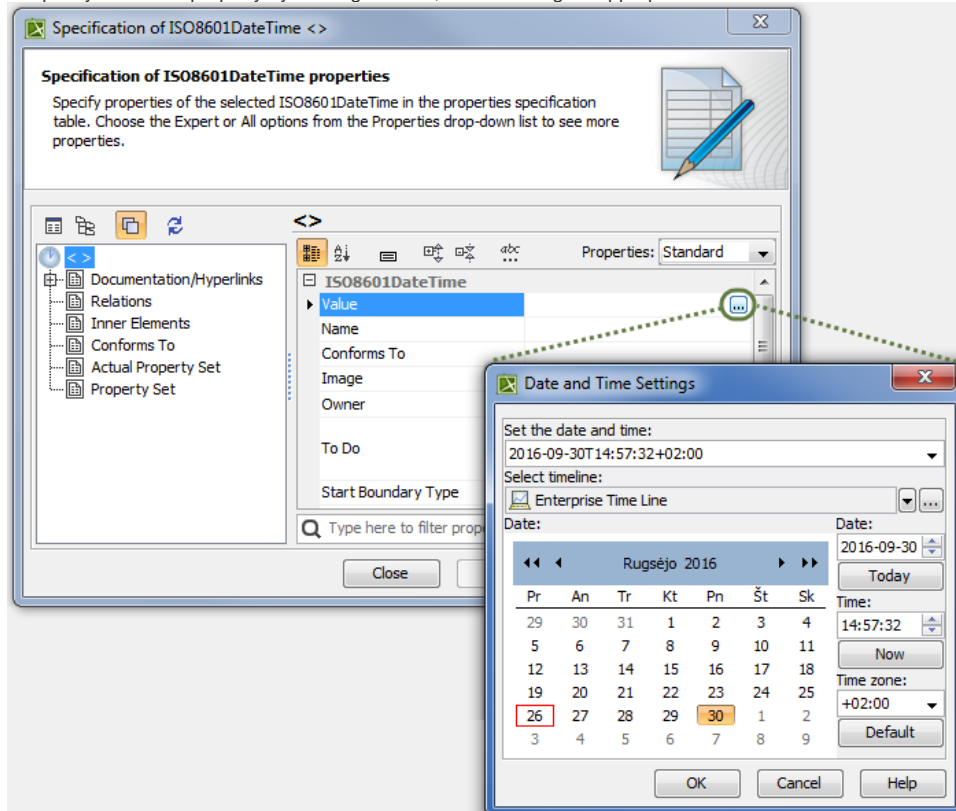 Specification of ISO8601DateTime <>
Specification of ISO8601DateTime properties
Specify properties of the selected ISO8601DateTime in the properties specification
table. Choose the Expert or All options from the Properties drop-down list to see more
properties.
<>
Properties: Standard
< >
Documentation/Hyperlinks
Relations
Inner Elements
Conforms To
Actual Property Set
Property Set
ISO8601DateTime
Value
...
Name
Conforms To
Image
Owner
To Do
Start Boundary Type
Type here to filter prop
Close
Date and Time Settings
Set the date and time:
2016-09-30T14:57:32+02:00
Select timeline:
Enterprise Time Line
...
Date:
Rugsėjo 2016
Pr An Tr Kt Pn Št Sk
29 30 31 1 2 3 4
5 6 7 8 9 10 11
12 13 14 15 16 17 18
19 20 21 22 23 24 25
26 27 28 29 30 1 2
3 4 5 6 7 8 9
Date:
2016-09-30
Today
Time:
14:57:32
Now
Time zone:
+02:00
Default
OK
Cancel
Help